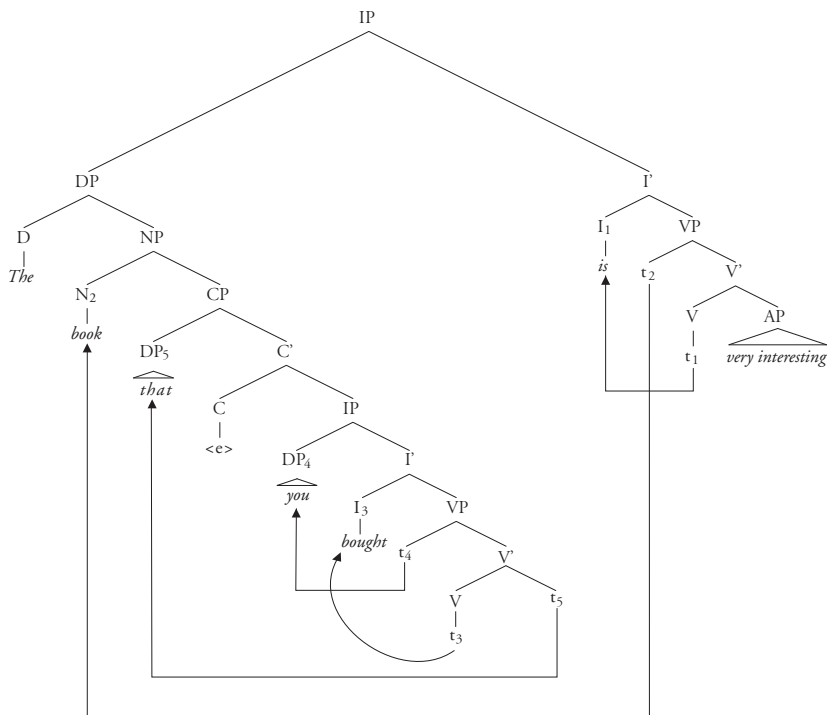 IP
DP I'
D NP I1 VP
The is t2 V'
N2 CP V AP
book t1 very interesting
DP5 C'
that
C IP
<e>
DP4 I'
you
I3 VP
bought t4 V'
V t5
t3